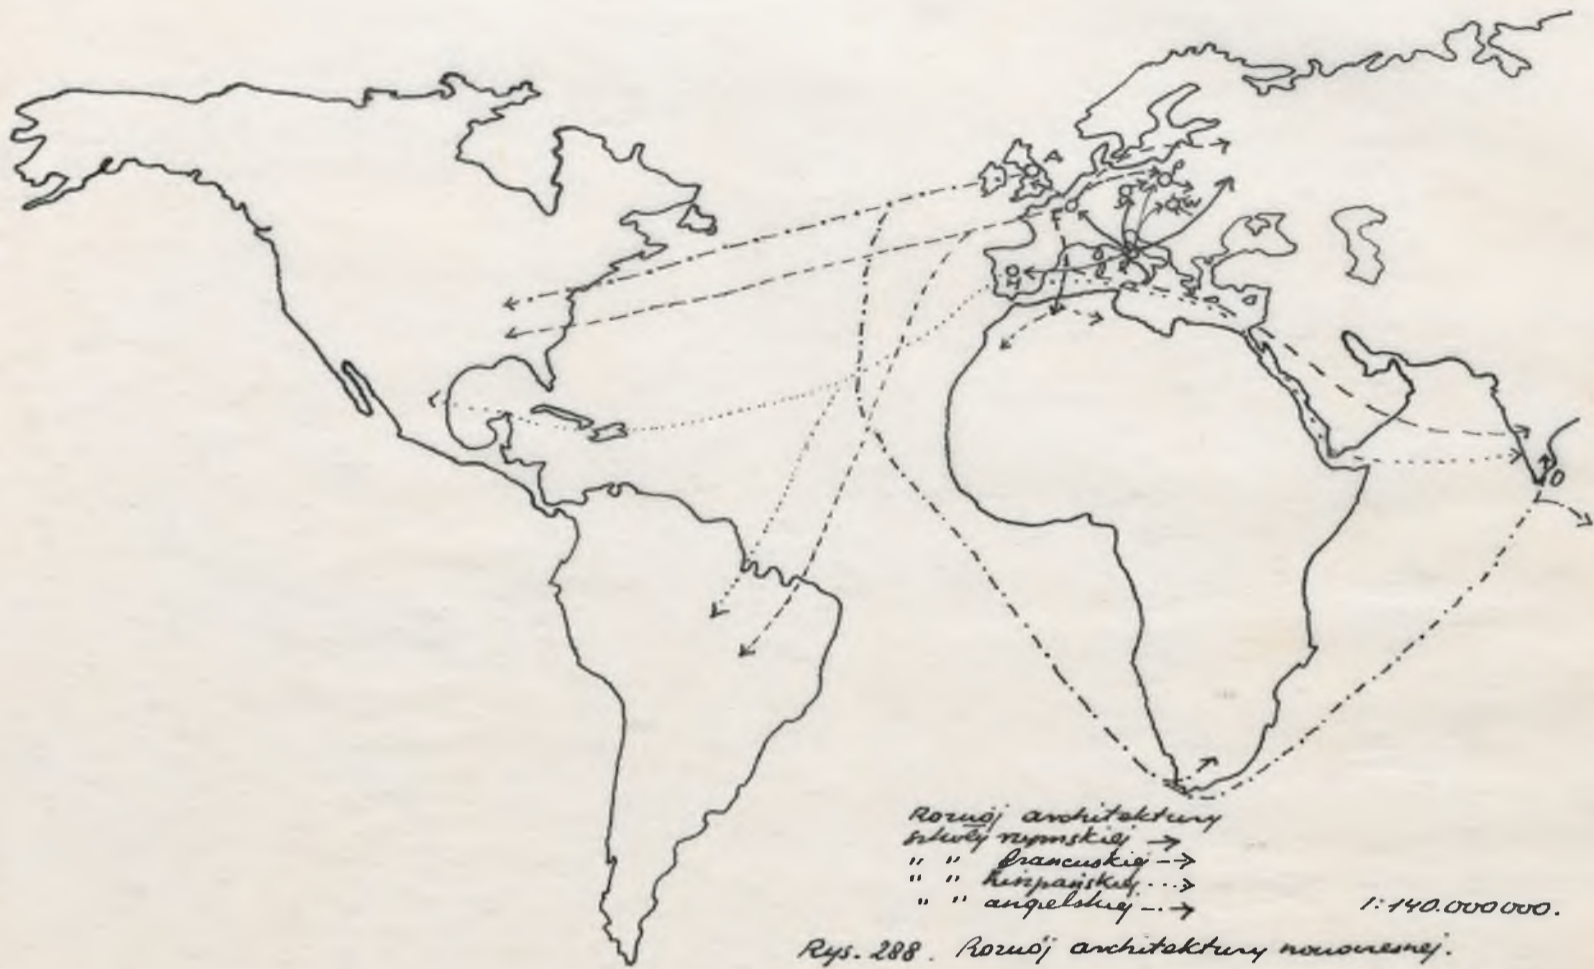 A
F
H
W
O
Rozwój architektury
szkoły rzymskiej →
" " francuskiej - →
" " hiszpańskiej ··· →
" " angielskiej -·- →
1:140.000000.
Rys. 288. Rozwój architektury nowoczesnej.